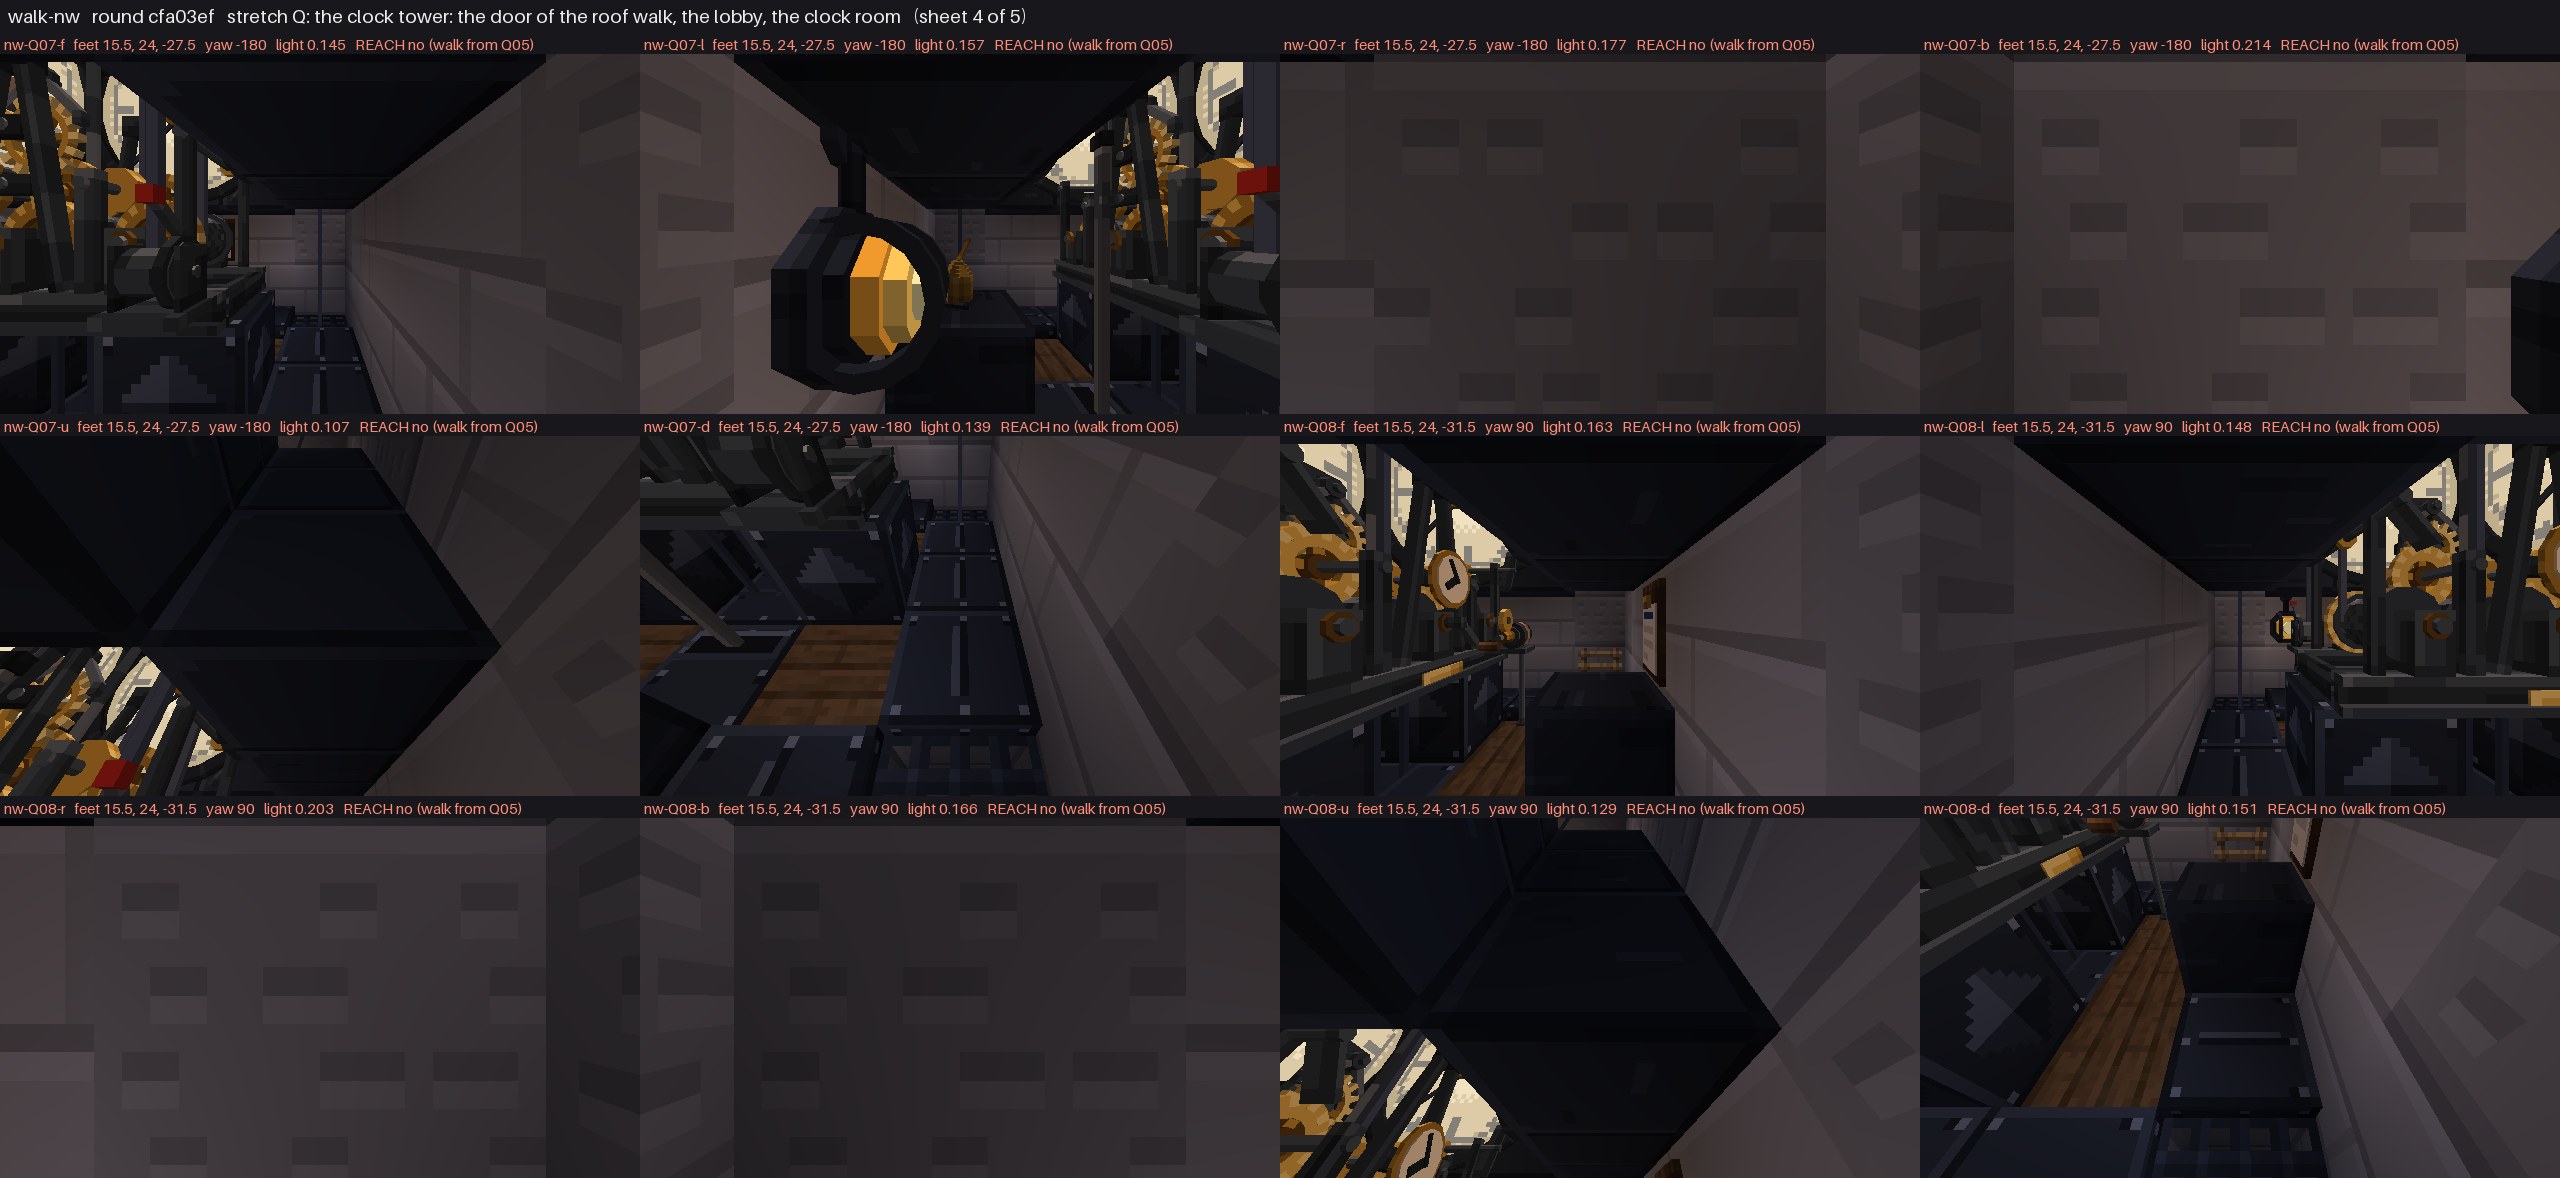 walk-nw round cfa03ef stretch Q: the clock tower: the door of the roof walk, the lobby, the clock room (sheet 4 of 5)
nw-Q07-f feet 15.5, 24, -27.5 yaw -180 light 0.145 REACH no (walk from Q05)
nw-Q07-l feet 15.5, 24, -27.5 yaw -180 light 0.157 REACH no (walk from Q05)
nw-Q07-r feet 15.5, 24, -27.5 yaw -180 light 0.177 REACH no (walk from Q05)
nw-Q07-b feet 15.5, 24, -27.5 yaw -180 light 0.214 REACH no (walk from Q05)
nw-Q07-u feet 15.5, 24, -27.5 yaw -180 light 0.107 REACH no (walk from Q05)
nw-Q07-d feet 15.5, 24, -27.5 yaw -180 light 0.139 REACH no (walk from Q05)
nw-Q08-f feet 15.5, 24, -31.5 yaw 90 light 0.163 REACH no (walk from Q05)
nw-Q08-l feet 15.5, 24, -31.5 yaw 90 light 0.148 REACH no (walk from Q05)
nw-Q08-r feet 15.5, 24, -31.5 yaw 90 light 0.203 REACH no (walk from Q05)
nw-Q08-b feet 15.5, 24, -31.5 yaw 90 light 0.166 REACH no (walk from Q05)
nw-Q08-u feet 15.5, 24, -31.5 yaw 90 light 0.129 REACH no (walk from Q05)
nw-Q08-d feet 15.5, 24, -31.5 yaw 90 light 0.151 REACH no (walk from Q05)